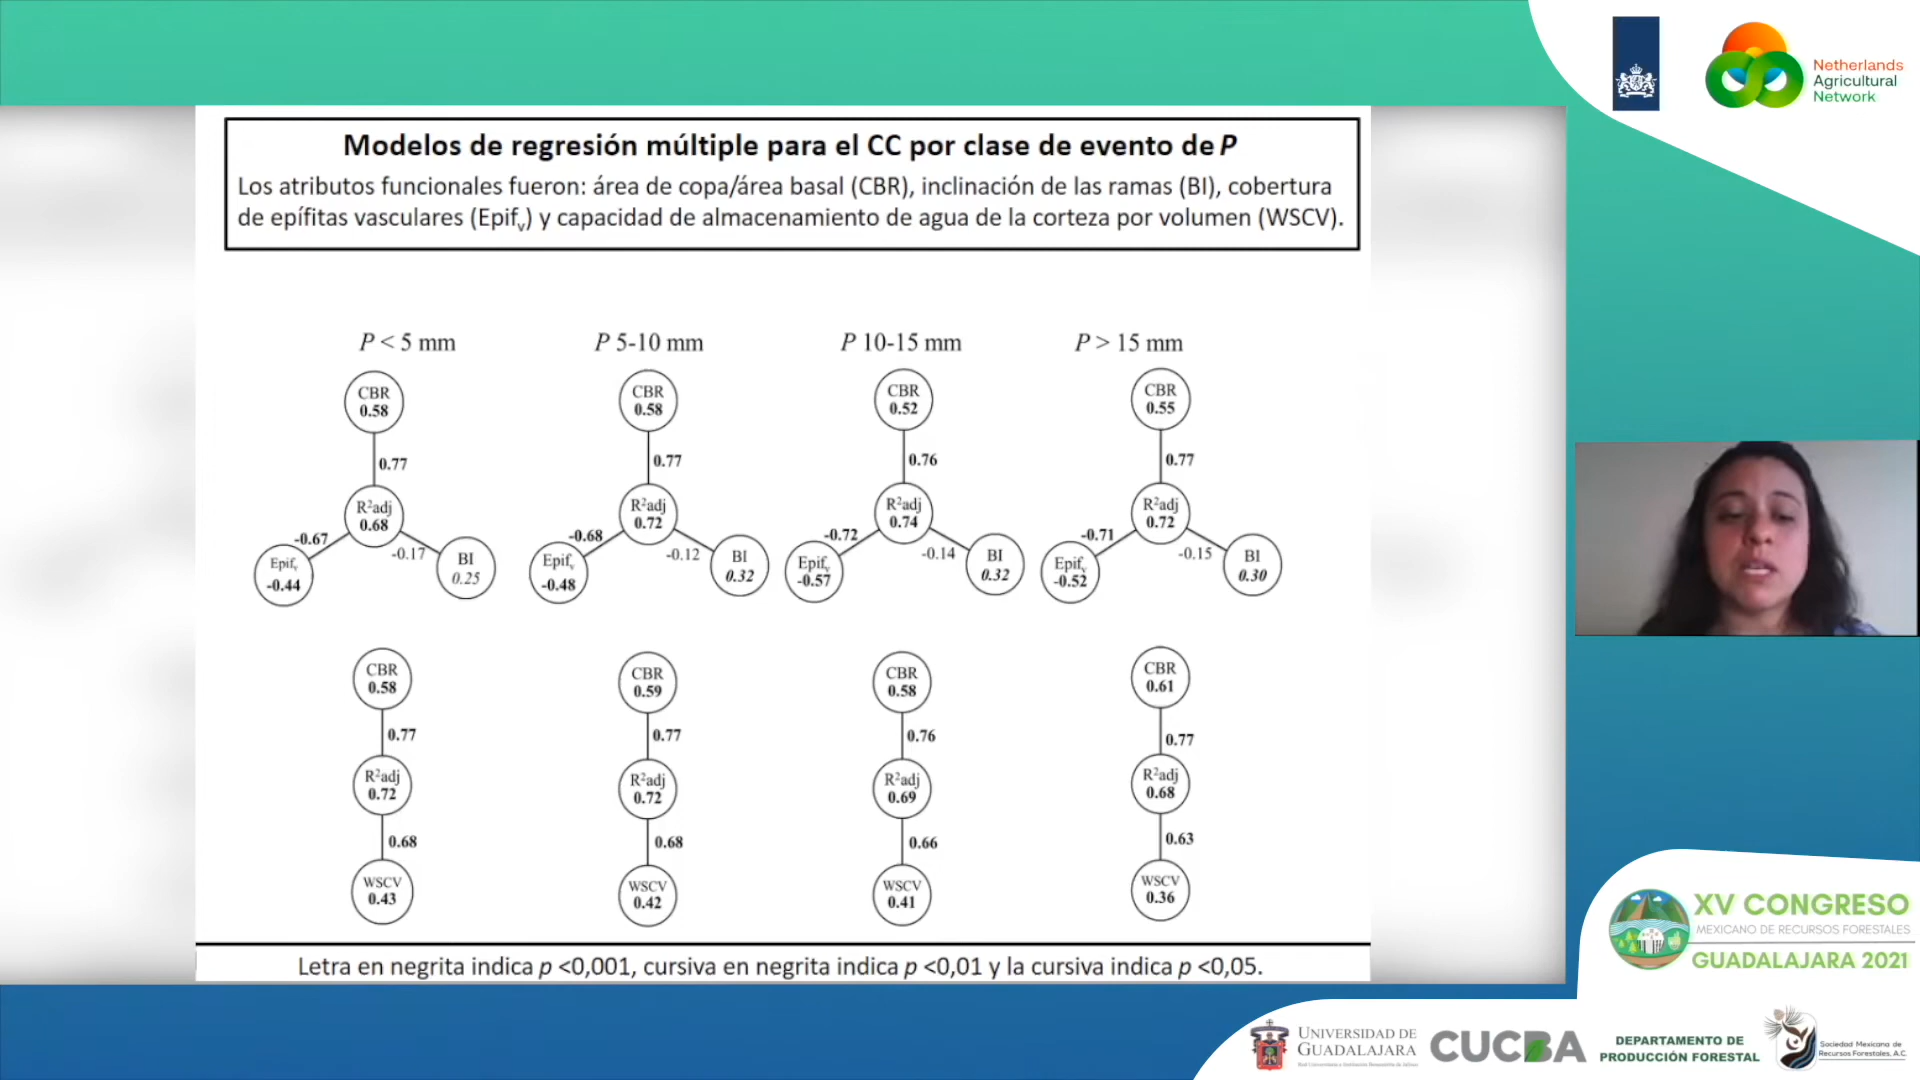 Netherlands
Agricultural
Network
Modelos de regresión múltiple para el CC por clase de evento de P
Los atributos funcionales fueron: área de copa/área basal (CBR), inclinación de las ramas (BI), cobertura
de epífitas vasculares (Epifᵥ) y capacidad de almacenamiento de agua de la corteza por volumen (WSCV).
P < 5 mm
CBR
0.58
0.77
R²adj
0.68
-0.67
-0.17
Epifᵥ
-0.44
BI
0.25
P 5-10 mm
CBR
0.58
0.77
R²adj
0.72
-0.68
-0.12
Epifᵥ
-0.48
BI
0.32
P 10-15 mm
CBR
0.52
0.76
R²adj
0.74
-0.72
-0.14
Epifᵥ
-0.57
BI
0.32
P > 15 mm
CBR
0.55
0.77
R²adj
0.72
-0.71
-0.15
Epifᵥ
-0.52
BI
0.30
CBR
0.58
0.77
R²adj
0.72
0.68
WSCV
0.43
CBR
0.59
0.77
R²adj
0.72
0.68
WSCV
0.42
CBR
0.58
0.76
R²adj
0.69
0.66
WSCV
0.41
CBR
0.61
0.77
R²adj
0.68
0.63
WSCV
0.36
Letra en negrita indica p <0,001, cursiva en negrita indica p <0,01 y la cursiva indica p <0,05.
XV CONGRESO
MEXICANO DE RECURSOS FORESTALES
GUADALAJARA 2021
UNIVERSIDAD DE
GUADALAJARA
CUCBA
DEPARTAMENTO DE
PRODUCCIÓN FORESTAL
Sociedad Mexicana de
Recursos Forestales, A.C.